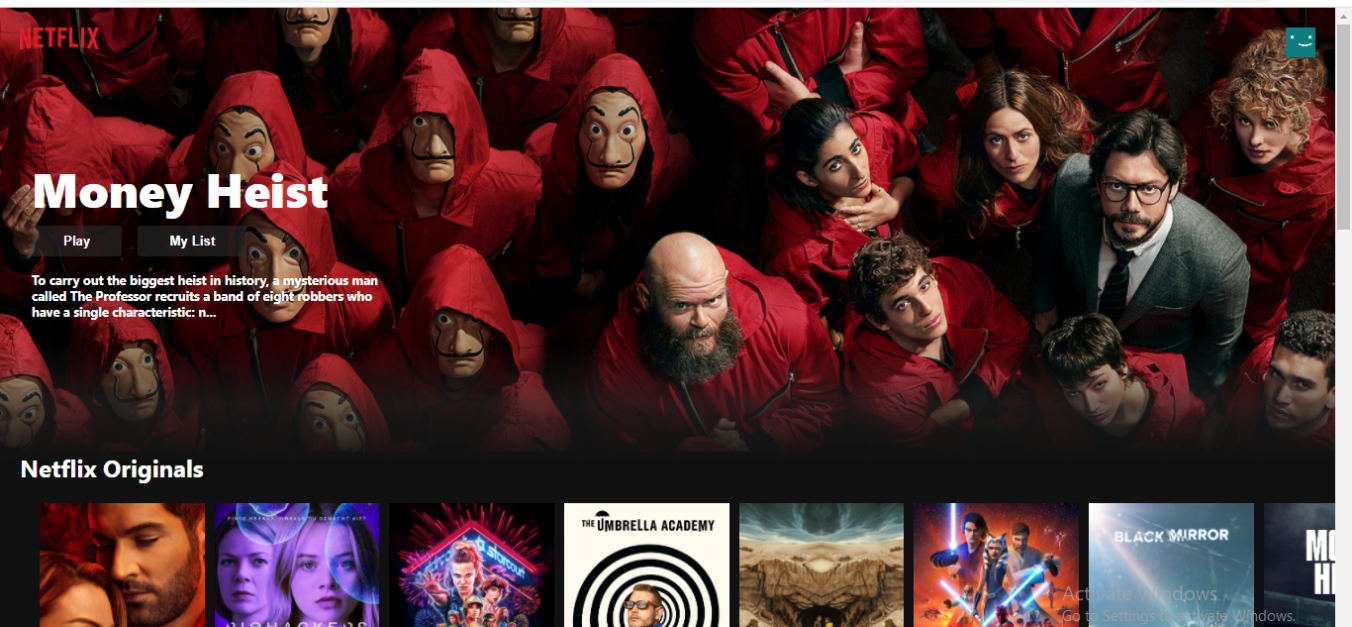 NETFLIX
Money Heist
Play
My List
To carry out the biggest heist in history, a mysterious man
called The Professor recruits a band of eight robbers who
have a single characteristic: n...
Netflix Originals
THE UMBRELLA ACADEMY
BLACK MIRROR
BIOHACKERS
Activate Windows
Go to Settings to activate Windows.